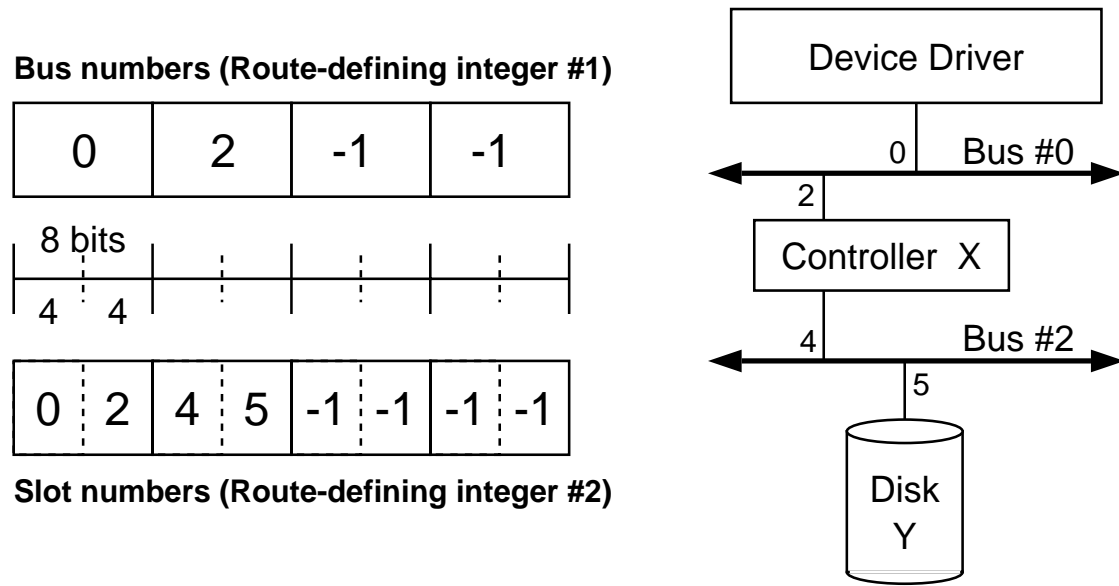 Bus numbers (Route-defining integer #1)
0 2 -1 -1
8 bits
4 4
0 2 4 5 -1 -1 -1 -1
Slot numbers (Route-defining integer #2)
Device Driver
0 Bus #0
2
Controller X
4 Bus #2
5
Disk
Y